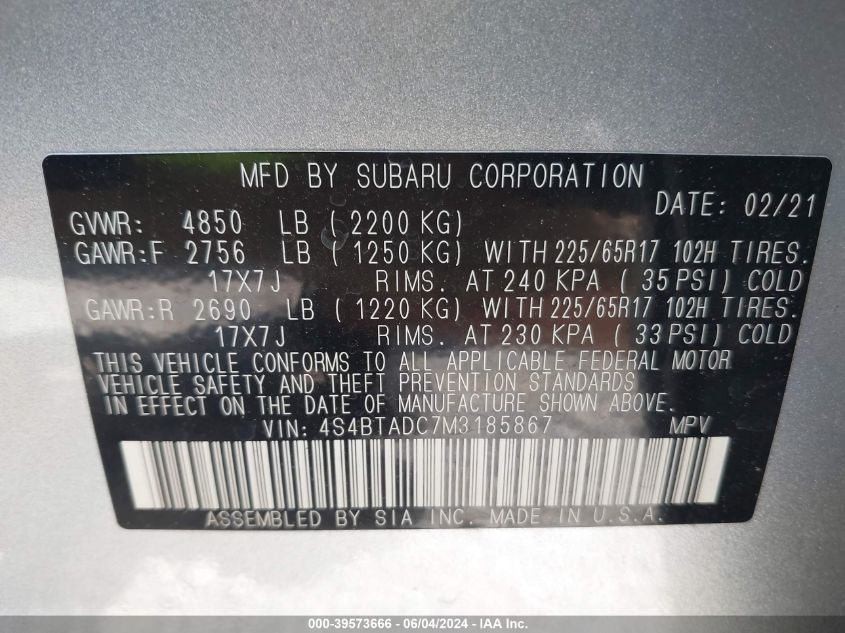 MFD BY SUBARU CORPORATION
DATE: 02/21
GVWR: 4850 LB ( 2200 KG)
GAWR:F 2756 LB ( 1250 KG) WITH 225/65R17 102H TIRES.
17X7J RIMS. AT 240 KPA ( 35 PSI) COLD
GAWR:R 2690 LB ( 1220 KG) WITH 225/65R17 102H TIRES.
17X7J RIMS. AT 230 KPA ( 33 PSI) COLD
THIS VEHICLE CONFORMS TO ALL APPLICABLE FEDERAL MOTOR
VEHICLE SAFETY AND THEFT PREVENTION STANDARDS
IN EFFECT ON THE DATE OF MANUFACTURE SHOWN ABOVE.
VIN: 4S4BTADC7M3185867 MPV
ASSEMBLED BY SIA INC. MADE IN U.S.A.
000-39573666 - 06/04/2024 - IAA Inc.